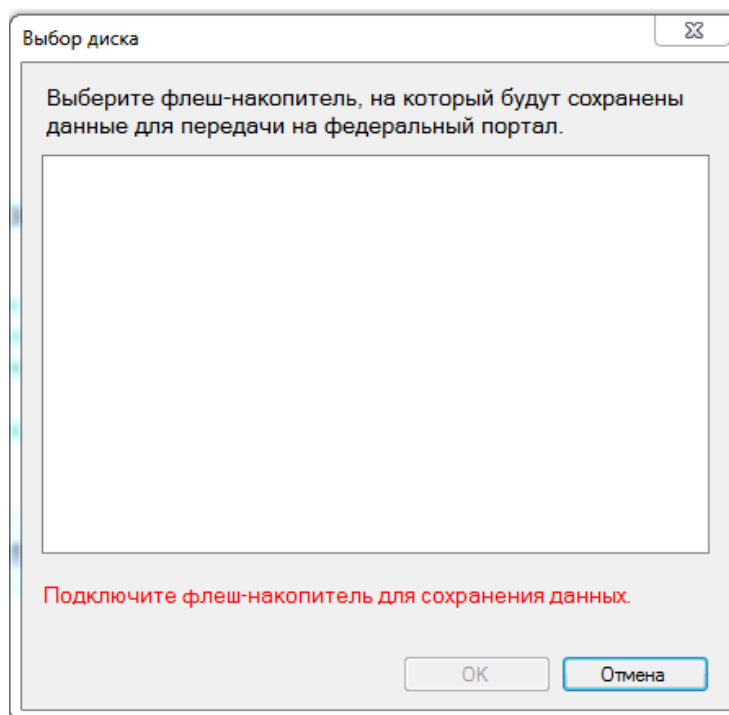 Выбор диска
Выберите флеш-накопитель, на который будут сохранены
данные для передачи на федеральный портал.
Подключите флеш-накопитель для сохранения данных.
OK
Отмена